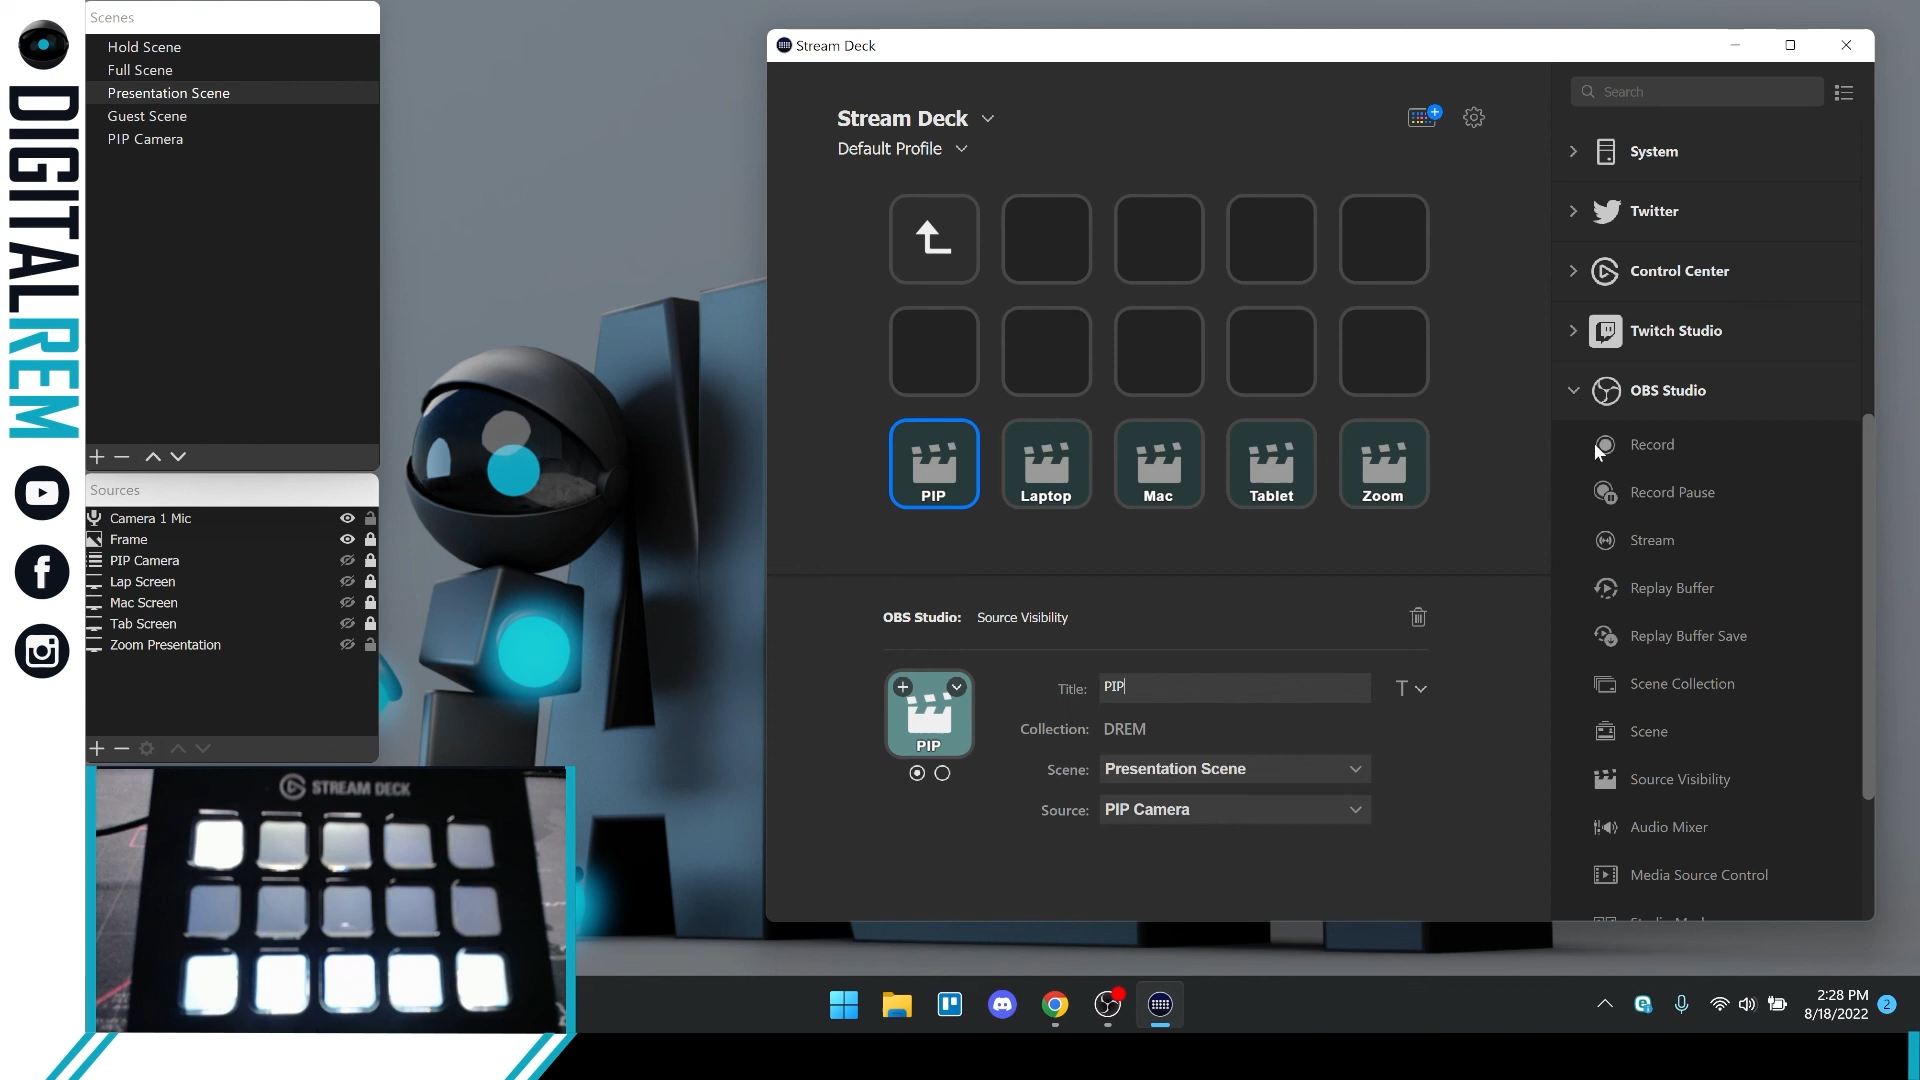 DIGITALREM
Scenes
Hold Scene
Full Scene
Presentation Scene
Guest Scene
PIP Camera
Sources
Camera 1 Mic
Frame
PIP Camera
Lap Screen
Mac Screen
Tab Screen
Zoom Presentation
STREAM DECK
Stream Deck
Stream Deck
Default Profile
PIP
Laptop
Mac
Tablet
Zoom
OBS Studio: Source Visibility
PIP
Title: PIP
T
Collection: DREM
Scene: Presentation Scene
Source: PIP Camera
Search
System
Twitter
Control Center
Twitch Studio
OBS Studio
Record
Record Pause
Stream
Replay Buffer
Replay Buffer Save
Scene Collection
Scene
Source Visibility
Audio Mixer
Media Source Control
2:28 PM
8/18/2022
2